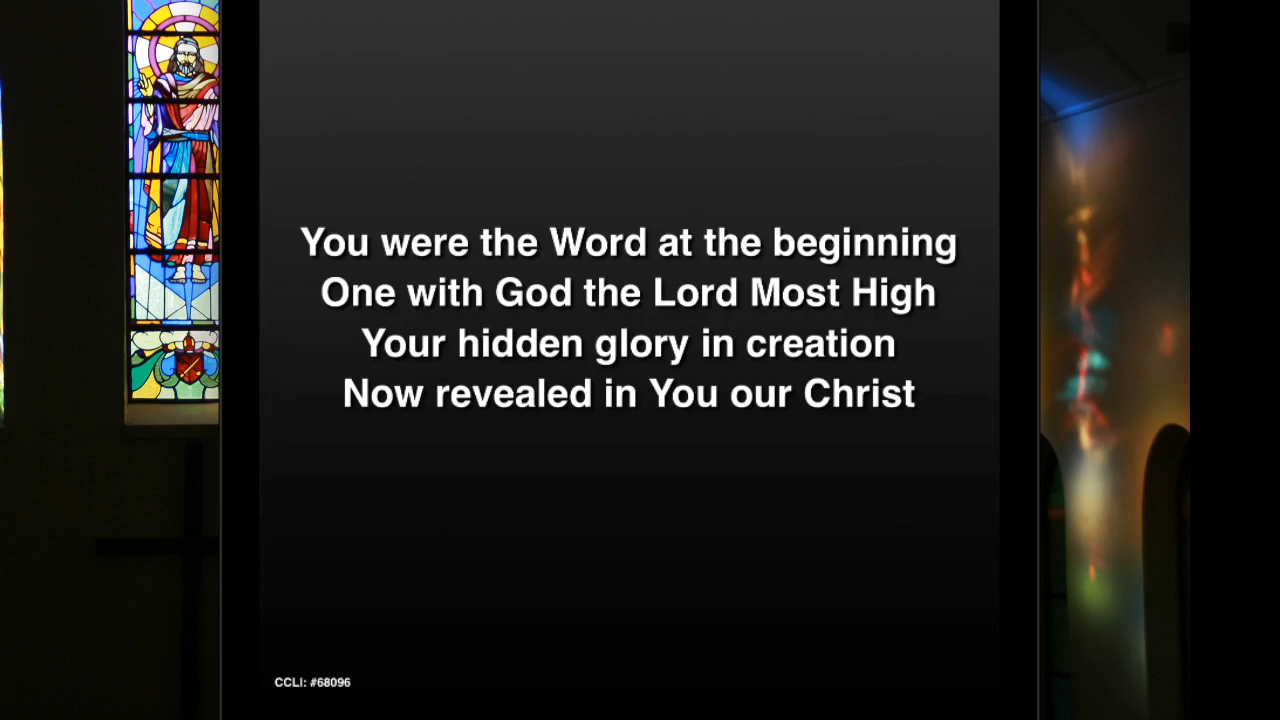 You were the Word at the beginning
One with God the Lord Most High
Your hidden glory in creation
Now revealed in You our Christ
CCLI: #68096